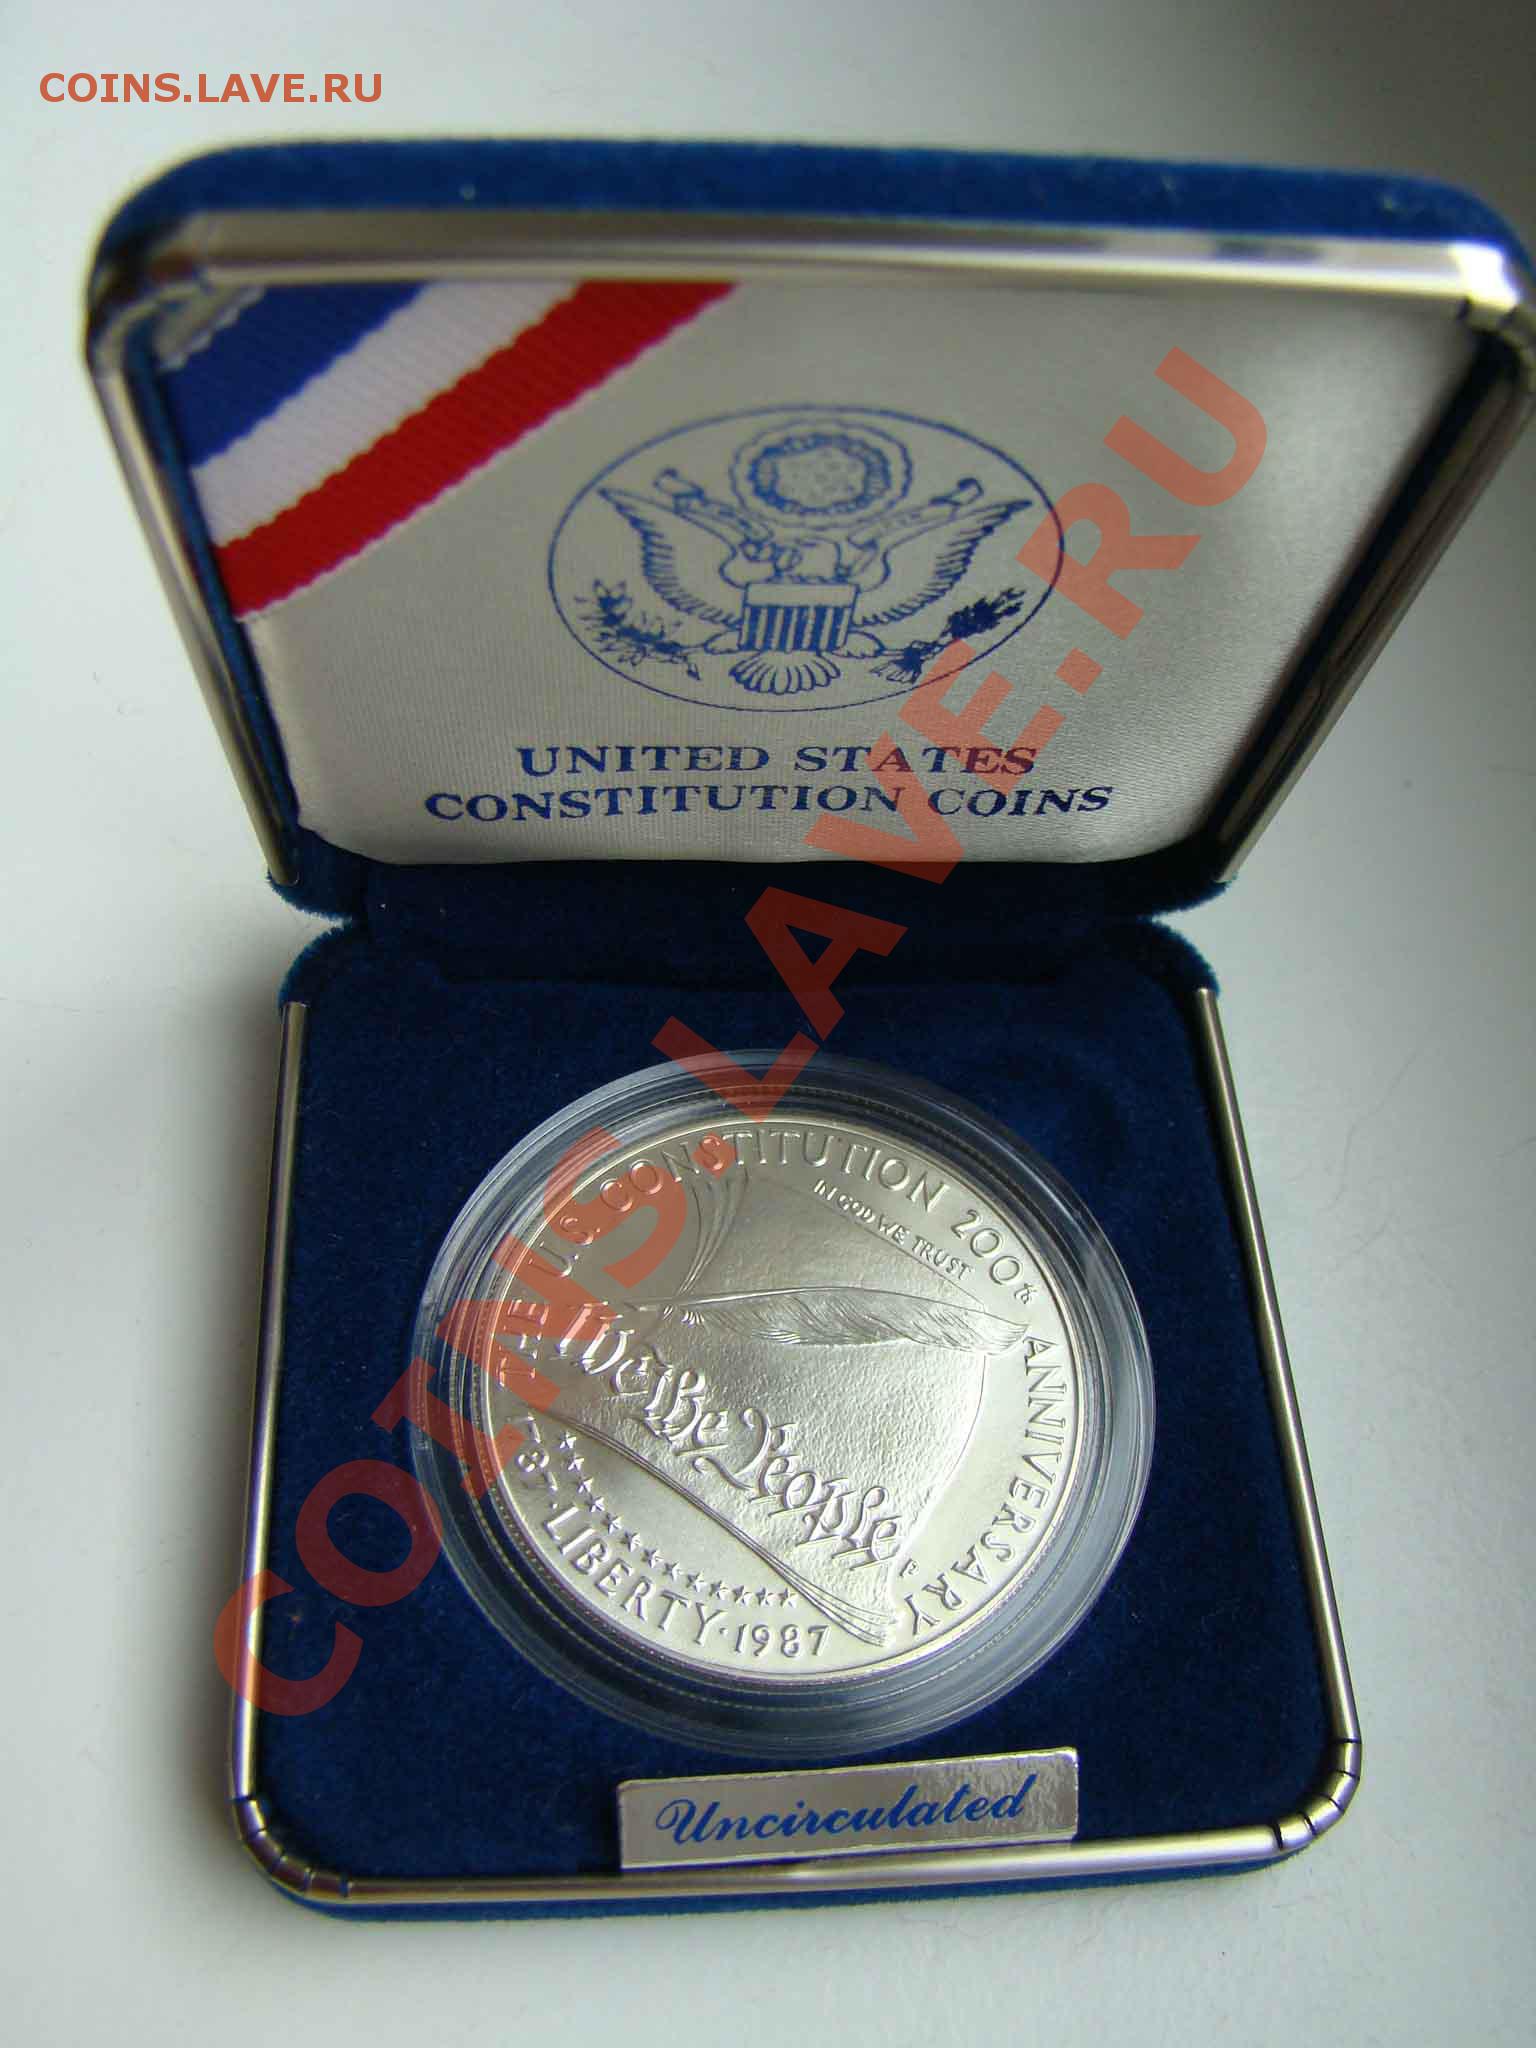 COINS.LAVE.RU
UNITED STATES
CONSTITUTION COINS
COINS.LAVE.RU
THE U.S. CONSTITUTION 200th ANNIVERSARY
IN GOD WE TRUST
We the People
P
1787 · LIBERTY · 1987
Uncirculated